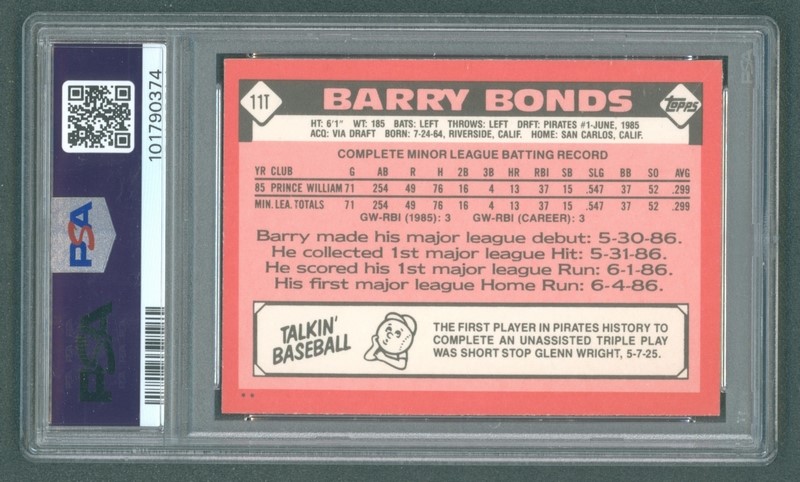 PSA
PSA
101790374
11T
BARRY BONDS
Topps
HT: 6'1" WT: 185 BATS: LEFT THROWS: LEFT DRFT: PIRATES #1-JUNE, 1985
ACQ: VIA DRAFT BORN: 7-24-64, RIVERSIDE, CALIF. HOME: SAN CARLOS, CALIF.
COMPLETE MINOR LEAGUE BATTING RECORD
YR CLUB G AB R H 2B 3B HR RBI SB SLG BB SO AVG
85 PRINCE WILLIAM 71 254 49 76 16 4 13 37 15 .547 37 52 .299
MIN. LEA. TOTALS 71 254 49 76 16 4 13 37 15 .547 37 52 .299
GW-RBI (1985): 3 GW-RBI (CAREER): 3
Barry made his major league debut: 5-30-86.
He collected 1st major league Hit: 5-31-86.
He scored his 1st major league Run: 6-1-86.
His first major league Home Run: 6-4-86.
TALKIN'
BASEBALL
THE FIRST PLAYER IN PIRATES HISTORY TO
COMPLETE AN UNASSISTED TRIPLE PLAY
WAS SHORT STOP GLENN WRIGHT, 5-7-25.
**